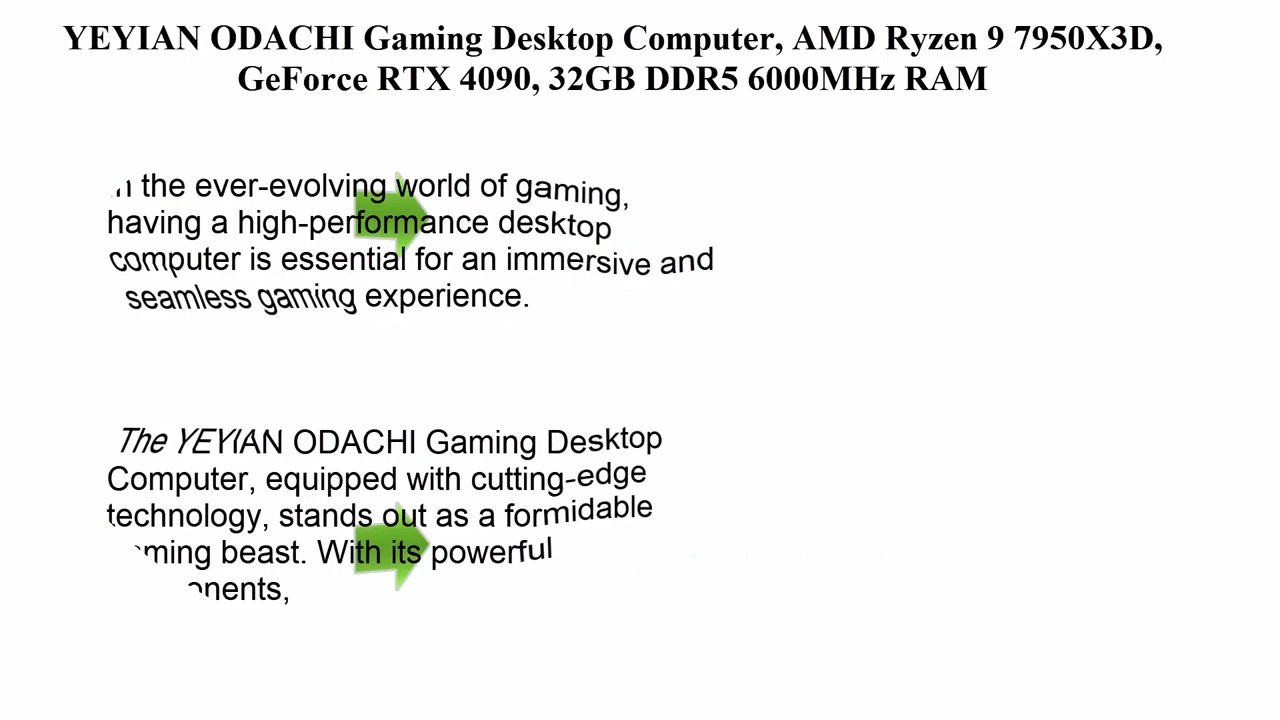 YEYIAN ODACHI Gaming Desktop Computer, AMD Ryzen 9 7950X3D,
GeForce RTX 4090, 32GB DDR5 6000MHz RAM
the ever-evolving world of gaming,
having a high-performance desktop
computer is essential for an immersive and
seamless gaming experience.
The YEYIAN ODACHI Gaming Desktop
Computer, equipped with cutting-edge
technology, stands out as a formidable
beast. With its powerful